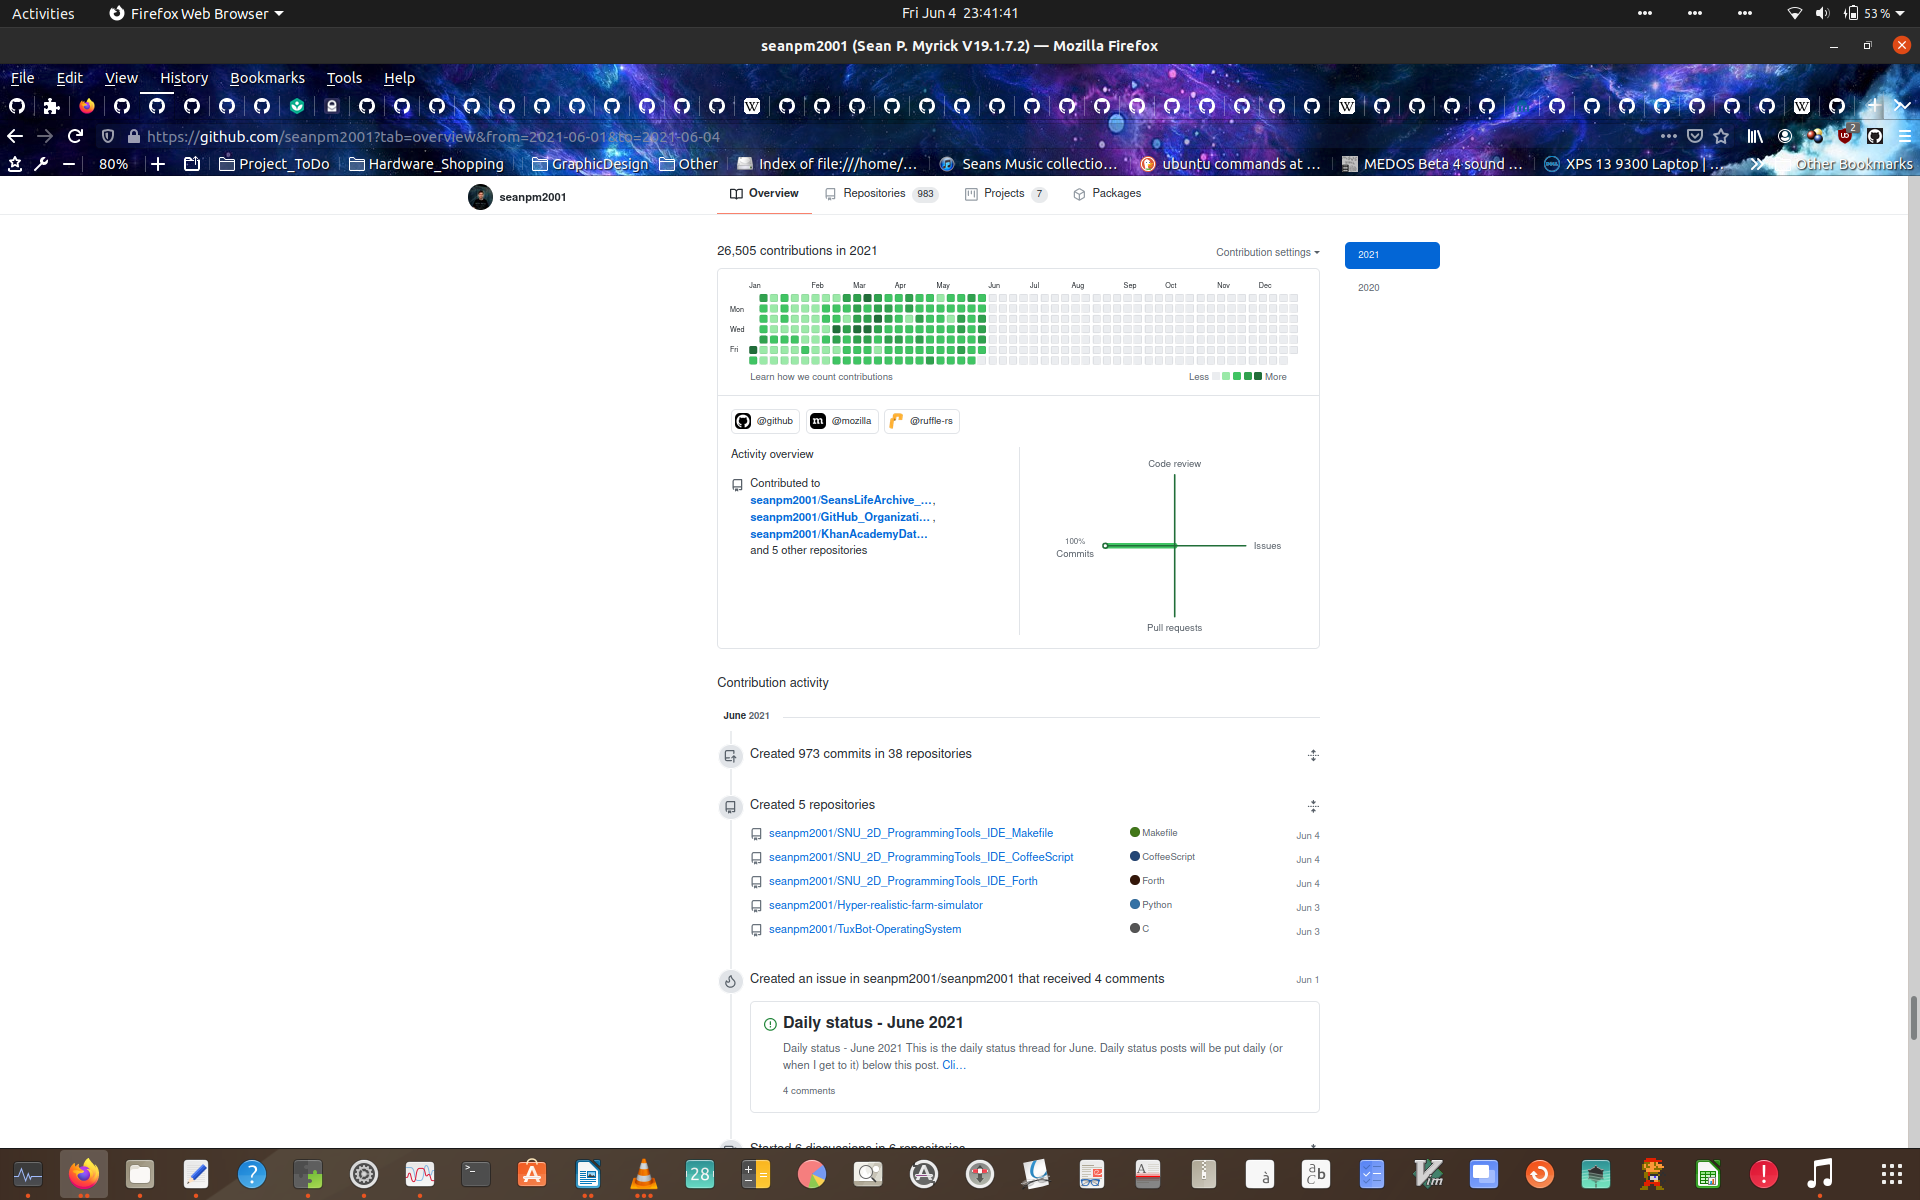 Activities
Firefox Web Browser
Fri Jun 4 23:41:41
53 %
seanpm2001 (Sean P. Myrick V19.1.7.2) — Mozilla Firefox
File Edit View History Bookmarks Tools Help
https://github.com/seanpm2001?tab=overview&from=2021-06-01&to=2021-06-04
2
80%
Project_ToDo
Hardware_Shopping
GraphicDesign
Other
Index of file:///home/...
Seans Music collectio...
ubuntu commands at ...
MEDOS Beta 4 sound ...
XPS 13 9300 Laptop | ...
Other Bookmarks
seanpm2001
Overview
Repositories 983
Projects 7
Packages
26,505 contributions in 2021
Contribution settings
2021
2020
Jan Feb Mar Apr May Jun Jul Aug Sep Oct Nov Dec
Mon
Wed
Fri
Learn how we count contributions
Less More
@github
@mozilla
@ruffle-rs
Activity overview
Contributed to
seanpm2001/SeansLifeArchive_...,
seanpm2001/GitHub_Organizati... ,
seanpm2001/KhanAcademyDat...
and 5 other repositories
Code review
100%
Commits
Issues
Pull requests
Contribution activity
June 2021
Created 973 commits in 38 repositories
Created 5 repositories
seanpm2001/SNU_2D_ProgrammingTools_IDE_Makefile Makefile Jun 4
seanpm2001/SNU_2D_ProgrammingTools_IDE_CoffeeScript CoffeeScript Jun 4
seanpm2001/SNU_2D_ProgrammingTools_IDE_Forth Forth Jun 4
seanpm2001/Hyper-realistic-farm-simulator Python Jun 3
seanpm2001/TuxBot-OperatingSystem C Jun 3
Created an issue in seanpm2001/seanpm2001 that received 4 comments Jun 1
Daily status - June 2021
Daily status - June 2021 This is the daily status thread for June. Daily status posts will be put daily (or
when I get to it) below this post. Cli...
4 comments
Started 6 discussions in 6 repositories
28